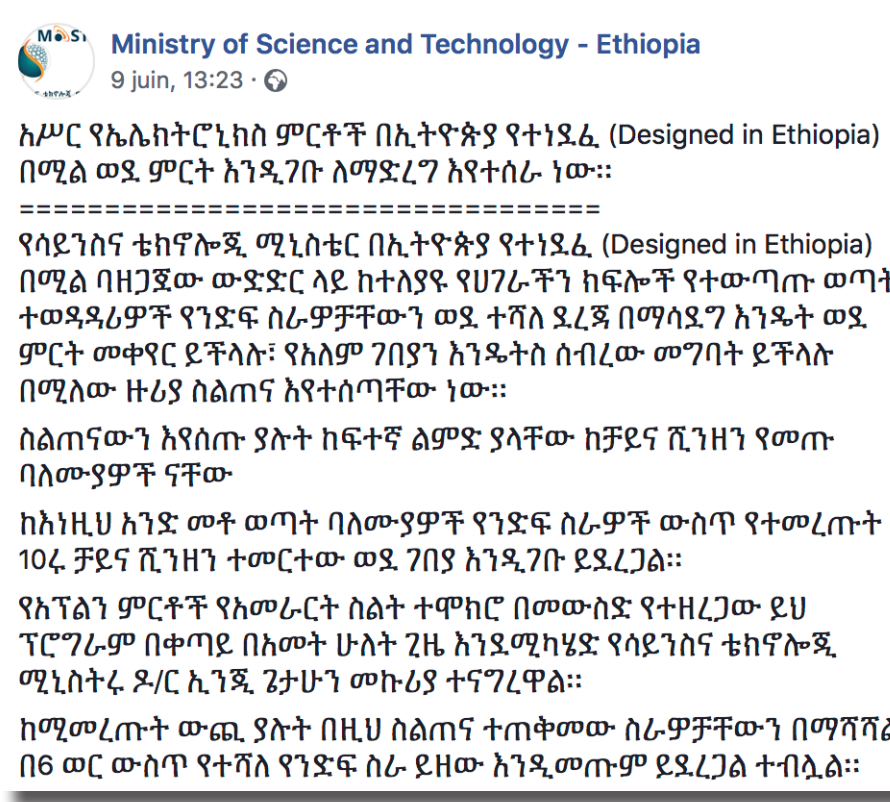 MoST
Ministry of Science and Technology - Ethiopia
9 juin, 13:23 ·
አሥር የኤሌክትሮኒክስ ምርቶች በኢትዮጵያ የተነደፈ (Designed in Ethiopia)
በሚል ወደ ምርት እንዲገቡ ለማድረግ እየተሰራ ነው፡፡
==================================
የሳይንስና ቴክኖሎጂ ሚኒስቴር በኢትዮጵያ የተነደፈ (Designed in Ethiopia)
በሚል ባዘጋጀው ውድድር ላይ ከተለያዩ የሀገራችን ክፍሎች የተውጣጡ ወጣት
ተወዳዳሪዎች የንድፍ ስራዎቻቸውን ወደ ተሻለ ደረጃ በማሳደግ እንዴት ወደ
ምርት መቀየር ይችላሉ፣ የአለም ገበያን እንዴትስ ሰብረው መግባት ይችላሉ
በሚለው ዙሪያ ስልጠና እየተሰጣቸው ነው፡፡
ስልጠናውን እየሰጡ ያሉት ከፍተኛ ልምድ ያላቸው ከቻይና ሺንዘን የመጡ
ባለሙያዎች ናቸው
ከእነዚህ አንድ መቶ ወጣት ባለሙያዎች የንድፍ ስራዎች ውስጥ የተመረጡት
10ሩ ቻይና ሺንዘን ተመርተው ወደ ገበያ እንዲገቡ ይደረጋል፡፡
የአፕልን ምርቶች የአመራርት ስልት ተሞክሮ በመውስድ የተዘረጋው ይህ
ፕሮግራም በቀጣይ በአመት ሁለት ጊዜ እንደሚካሄድ የሳይንስና ቴክኖሎጂ
ሚኒስትሩ ዶ/ር ኢንጂ ጌታሁን መኩሪያ ተናግረዋል፡፡
ከሚመረጡት ውጪ ያሉት በዚህ ስልጠና ተጠቅመው ስራዎቻቸውን በማሻሻል
በ6 ወር ውስጥ የተሻለ የንድፍ ስራ ይዘው እንዲመጡም ይደረጋል ተብሏል፡፡